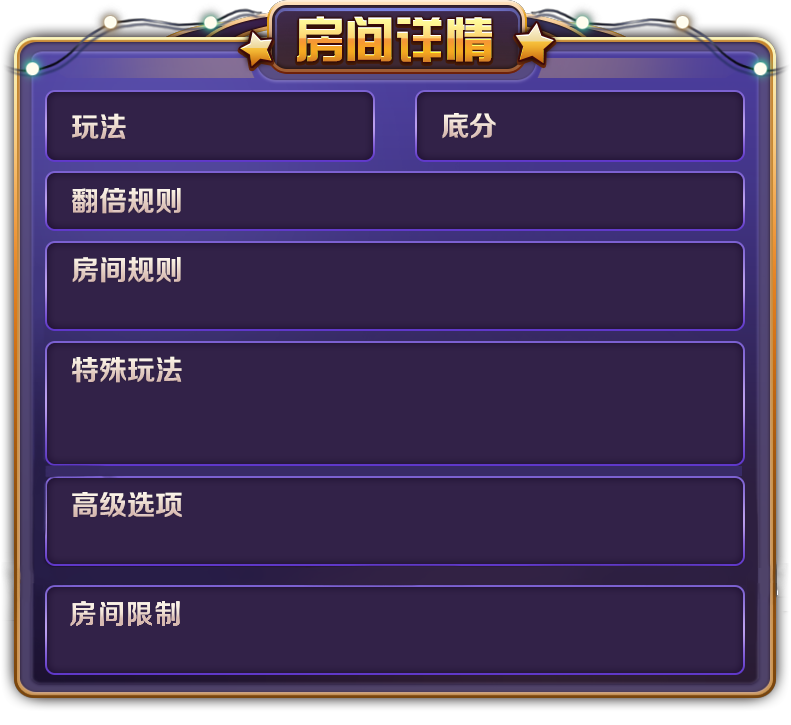 房间详情
玩法
底分
翻倍规则
房间规则
特殊玩法
高级选项
房间限制